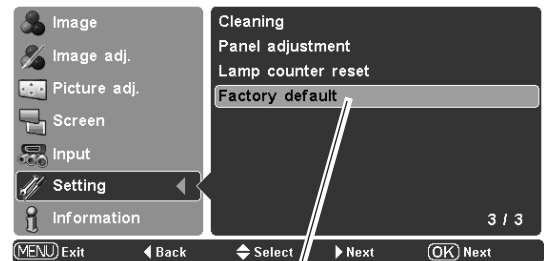 Image
Image adj.
Picture adj.
Screen
Input
Setting
Information
Cleaning
Panel adjustment
Lamp counter reset
Factory default
3 / 3
MENU Exit Back Select Next OK Next